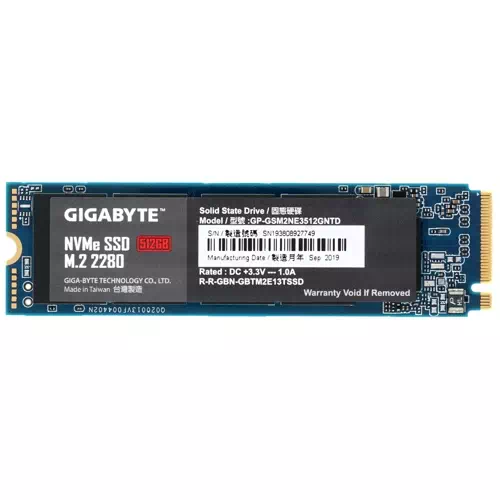 GIGABYTE™
NVMe SSD 512GB
M.2 2280
GIGA-BYTE TECHNOLOGY CO., LTD.
Made in Taiwan 台灣製造
Solid State Drive / 固態硬碟
Model / 型號 : GP-GSM2NE3512GNTD
S/N / 製造號碼 SN193808927749
Manufacturing Date / 製造月年 Sep 2019
Rated : DC +3.3V --- 1.0A
R-R-GBN-GBTM2E13TSSD
Warranty Void If Removed